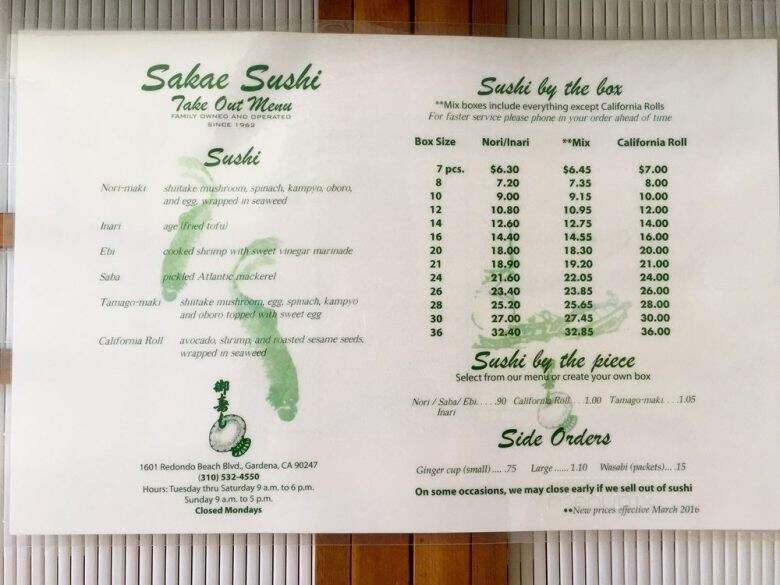 Sakae Sushi
Take Out Menu
FAMILY OWNED AND OPERATED
SINCE 1962
Sushi
Nori-maki shiitake mushroom, spinach, kampyo, oboro,
and egg, wrapped in seaweed
Inari age (fried tofu)
Ebi cooked shrimp with sweet vinegar marinade
Saba pickled Atlantic mackerel
Tamago-maki shiitake mushroom, egg, spinach, kampyo
and oboro topped with sweet egg
California Roll avocado, shrimp, and roasted sesame seeds,
wrapped in seaweed
御寿し
1601 Redondo Beach Blvd., Gardena, CA 90247
(310) 532-4550
Hours: Tuesday thru Saturday 9 a.m. to 6 p.m.
Sunday 9 a.m. to 5 p.m.
Closed Mondays
Sushi by the box
**Mix boxes include everything except California Rolls
For faster service please phone in your order ahead of time
Box Size Nori/Inari **Mix California Roll
7 pcs. $6.30 $6.45 $7.00
8 7.20 7.35 8.00
10 9.00 9.15 10.00
12 10.80 10.95 12.00
14 12.60 12.75 14.00
16 14.40 14.55 16.00
20 18.00 18.30 20.00
21 18.90 19.20 21.00
24 21.60 22.05 24.00
26 23.40 23.85 26.00
28 25.20 25.65 28.00
30 27.00 27.45 30.00
36 32.40 32.85 36.00
Sushi by the piece
Select from our menu or create your own box
Nori / Saba/ Ebi. . . . .90 California Roll. . . .1.00 Tamago-maki. . . .1.05
Inari
Side Orders
Ginger cup (small).... .75 Large...... 1.10 Wasabi (packets)... .15
On some occasions, we may close early if we sell out of sushi
**New prices effective March 2016